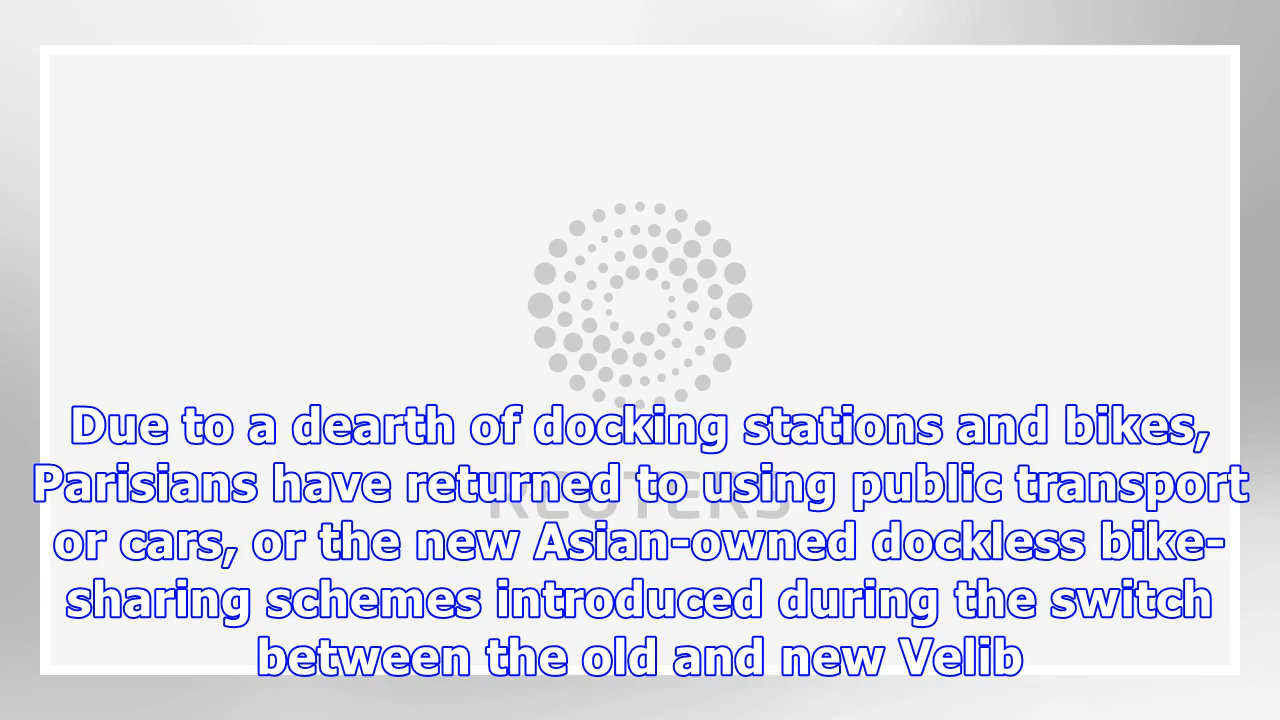 Due to a dearth of docking stations and bikes,
Parisians have returned to using public transport
or cars, or the new Asian-owned dockless bike-
sharing schemes introduced during the switch
between the old and new Velib
REUTERS